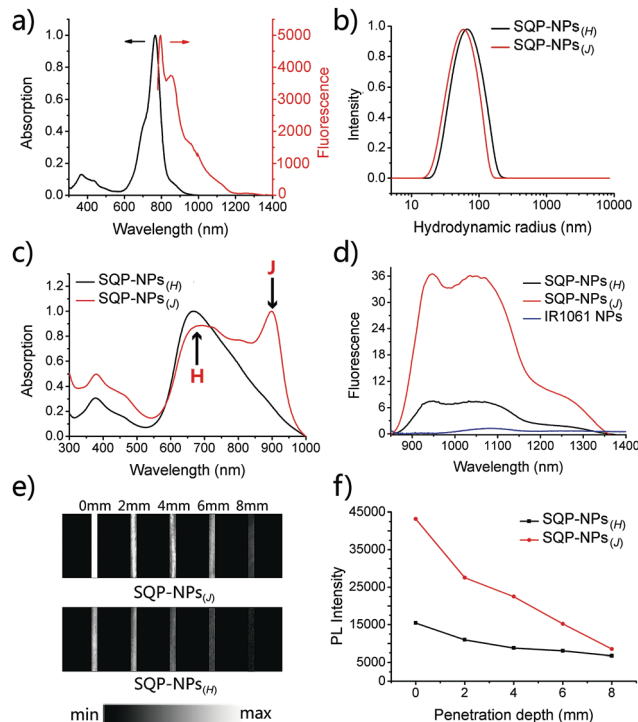 a)
Absorption
1.0
0.8
0.6
0.4
0.2
0.0
5000
4000
3000
2000
1000
0
Fluorescence
400 600 800 1000 1200 1400
Wavelength (nm)
b)
SQP-NPs(H)
SQP-NPs(J)
Intensity
1.0
0.8
0.6
0.4
0.2
0.0
10 100 1000 10000
Hydrodynamic radius (nm)
c)
SQP-NPs(H)
SQP-NPs(J)
J
H
Absorption
1.0
0.8
0.6
0.4
0.2
0.0
300 400 500 600 700 800 900 1000
Wavelength (nm)
d)
SQP-NPs(H)
SQP-NPs(J)
IR1061 NPs
Fluorescence
36
30
24
18
12
6
0
900 1000 1100 1200 1300 1400
Wavelength (nm)
e)
0mm 2mm 4mm 6mm 8mm
SQP-NPs(J)
SQP-NPs(H)
min max
f)
SQP-NPs(H)
SQP-NPs(J)
PL Intensity
45000
35000
25000
15000
5000
0 2 4 6 8
Penetration depth (mm)